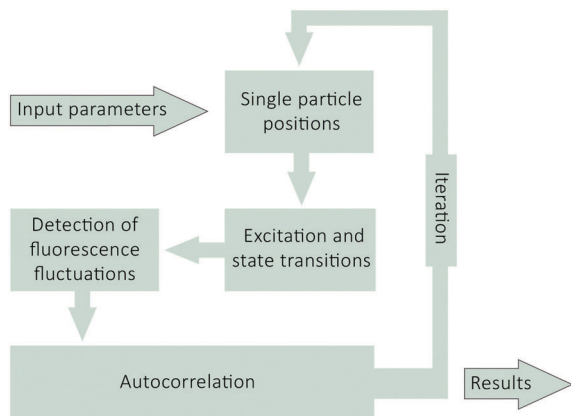 Input parameters
Single particle
positions
Iteration
Detection of
fluorescence
fluctuations
Excitation and
state transitions
Autocorrelation
Results